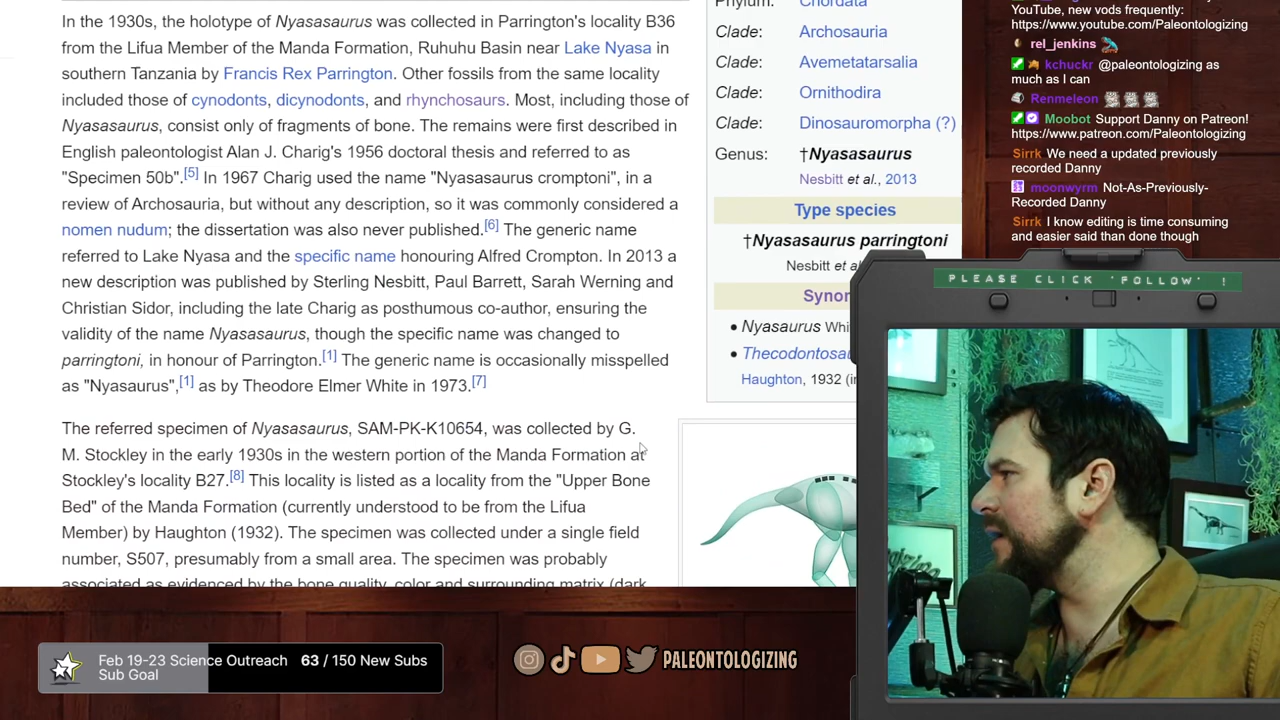 In the 1930s, the holotype of Nyasasaurus was collected in Parrington's locality B36
from the Lifua Member of the Manda Formation, Ruhuhu Basin near Lake Nyasa in
southern Tanzania by Francis Rex Parrington. Other fossils from the same locality
included those of cynodonts, dicynodonts, and rhynchosaurs. Most, including those of
Nyasasaurus, consist only of fragments of bone. The remains were first described in
English paleontologist Alan J. Charig's 1956 doctoral thesis and referred to as
"Specimen 50b".[5] In 1967 Charig used the name "Nyasasaurus cromptoni", in a
review of Archosauria, but without any description, so it was commonly considered a
nomen nudum; the dissertation was also never published.[6] The generic name
referred to Lake Nyasa and the specific name honouring Alfred Crompton. In 2013 a
new description was published by Sterling Nesbitt, Paul Barrett, Sarah Werning and
Christian Sidor, including the late Charig as posthumous co-author, ensuring the
validity of the name Nyasasaurus, though the specific name was changed to
parringtoni, in honour of Parrington.[1] The generic name is occasionally misspelled
as "Nyasaurus",[1] as by Theodore Elmer White in 1973.[7]
The referred specimen of Nyasasaurus, SAM-PK-K10654, was collected by G.
M. Stockley in the early 1930s in the western portion of the Manda Formation at
Stockley's locality B27.[8] This locality is listed as a locality from the "Upper Bone
Bed" of the Manda Formation (currently understood to be from the Lifua
Member) by Haughton (1932). The specimen was collected under a single field
number, S507, presumably from a small area. The specimen was probably
associated as evidenced by the bone quality, color and surrounding matrix (dark
Phylum: Chordata
Clade: Archosauria
Clade: Avemetatarsalia
Clade: Ornithodira
Clade: Dinosauromorpha (?)
Genus: †Nyasasaurus
Nesbitt et al., 2013
Type species
†Nyasasaurus parringtoni
Nesbitt et al
Synon
• Nyasaurus Whi
• Thecodontosau
Haughton, 1932 (i
YouTube, new vods frequently:
https://www.youtube.com/Paleontologizing
rel_jenkins
kchuckr @paleontologizing as
much as I can
Renmeleon
Moobot Support Danny on Patreon!
https://www.patreon.com/Paleontologizing
Sirrk We need a updated previously
recorded Danny
moonwyrm Not-As-Previously-
Recorded Danny
Sirrk I know editing is time consuming
and easier said than done though
PLEASE CLICK 'FOLLOW' !
Feb 19-23 Science Outreach 63 / 150 New Subs
Sub Goal
PALEONTOLOGIZING